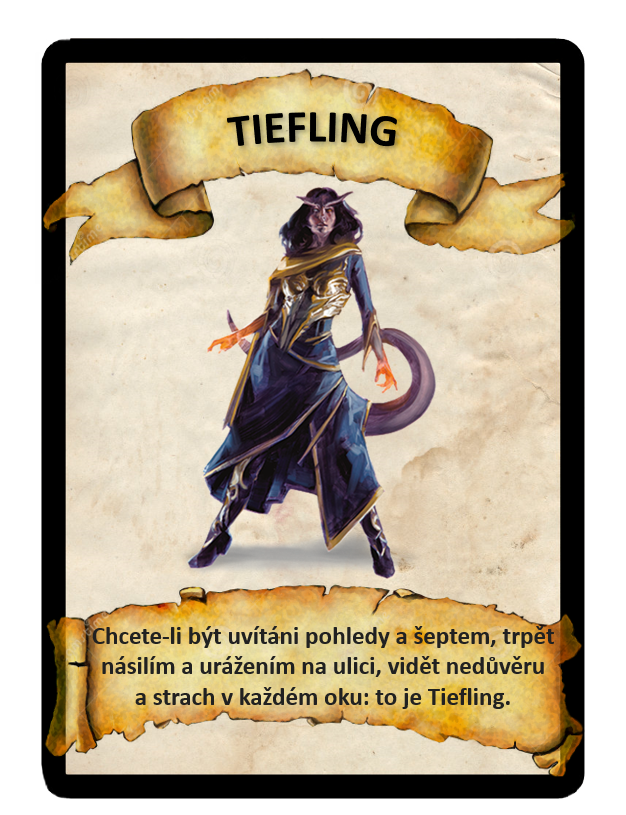 TIEFLING
Chcete-li být uvítáni pohledy a šeptem, trpět
násilím a urážením na ulici, vidět nedůvěru
a strach v každém oku: to je Tiefling.